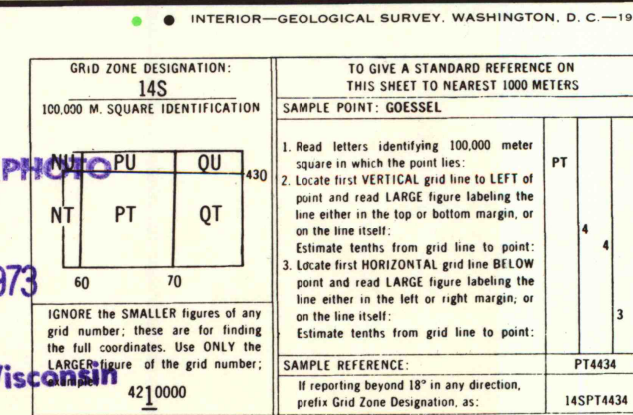 INTERIOR—GEOLOGICAL SURVEY, WASHINGTON, D. C.—19
GRID ZONE DESIGNATION:
14S
100,000 M. SQUARE IDENTIFICATION
NU PU QU
430
NT PT QT
60 70
IGNORE the SMALLER figures of any
grid number; these are for finding
the full coordinates. Use ONLY the
LARGER figure of the grid number;
example:
4210000
TO GIVE A STANDARD REFERENCE ON
THIS SHEET TO NEAREST 1000 METERS
SAMPLE POINT: GOESSEL
1. Read letters identifying 100,000 meter
square in which the point lies:
PT
2. Locate first VERTICAL grid line to LEFT of
point and read LARGE figure labeling the
line either in the top or bottom margin, or
on the line itself:
4
Estimate tenths from grid line to point:
4
3. Locate first HORIZONTAL grid line BELOW
point and read LARGE figure labeling the
line either in the left or right margin; or
on the line itself:
3
Estimate tenths from grid line to point:
SAMPLE REFERENCE: PT4434
If reporting beyond 18° in any direction,
prefix Grid Zone Designation, as: 14SPT4434
PHOTO
973
isconsin